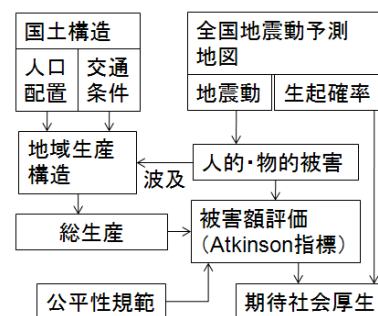 国土構造
人口
配置
交通
条件
全国地震動予測
地図
地震動
生起確率
地域生産
構造
波及
人的・物的被害
総生産
被害額評価
（Atkinson指標）
公平性規範
期待社会厚生